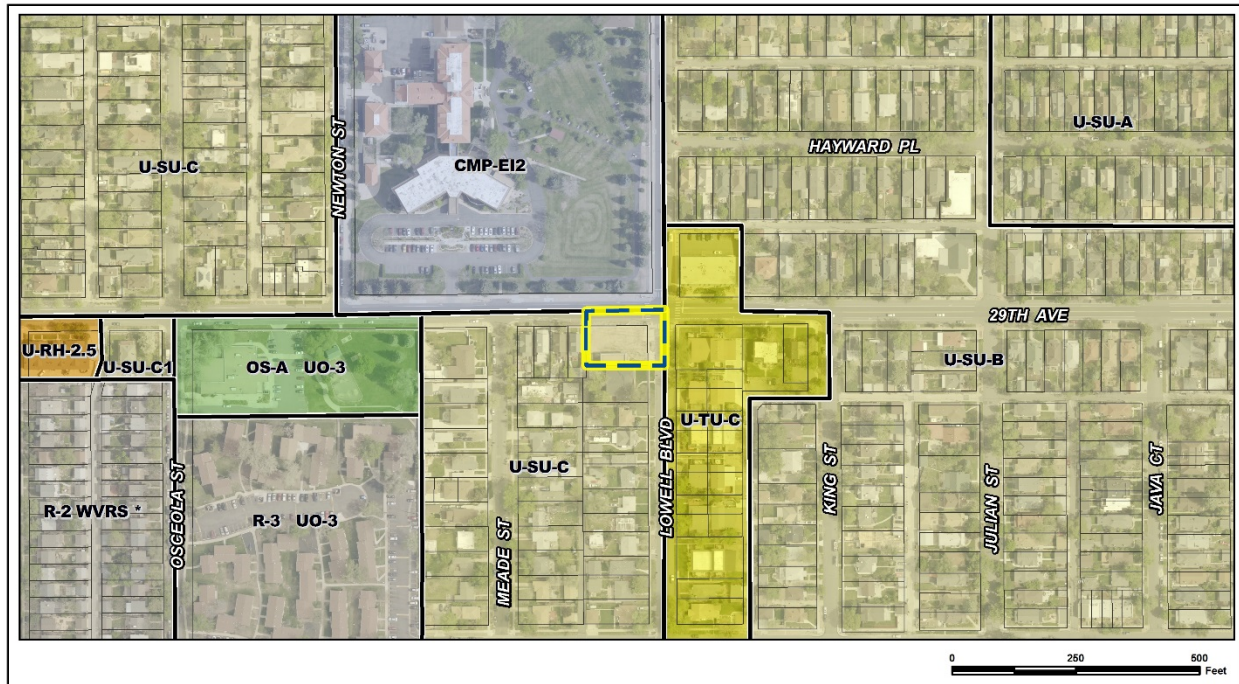 U-SU-C
NEWTON ST
CMP-EI2
HAYWARD PL
U-SU-A
29TH AVE
U-RH-2.5
U-SU-C1
OS-A UO-3
U-SU-B
U-TU-C
LOWELL BLVD
U-SU-C
R-2 WVRS *
OSCEOLA ST
R-3 UO-3
MEADE ST
KING ST
JULIAN ST
JAVA CT
0 250 500
Feet